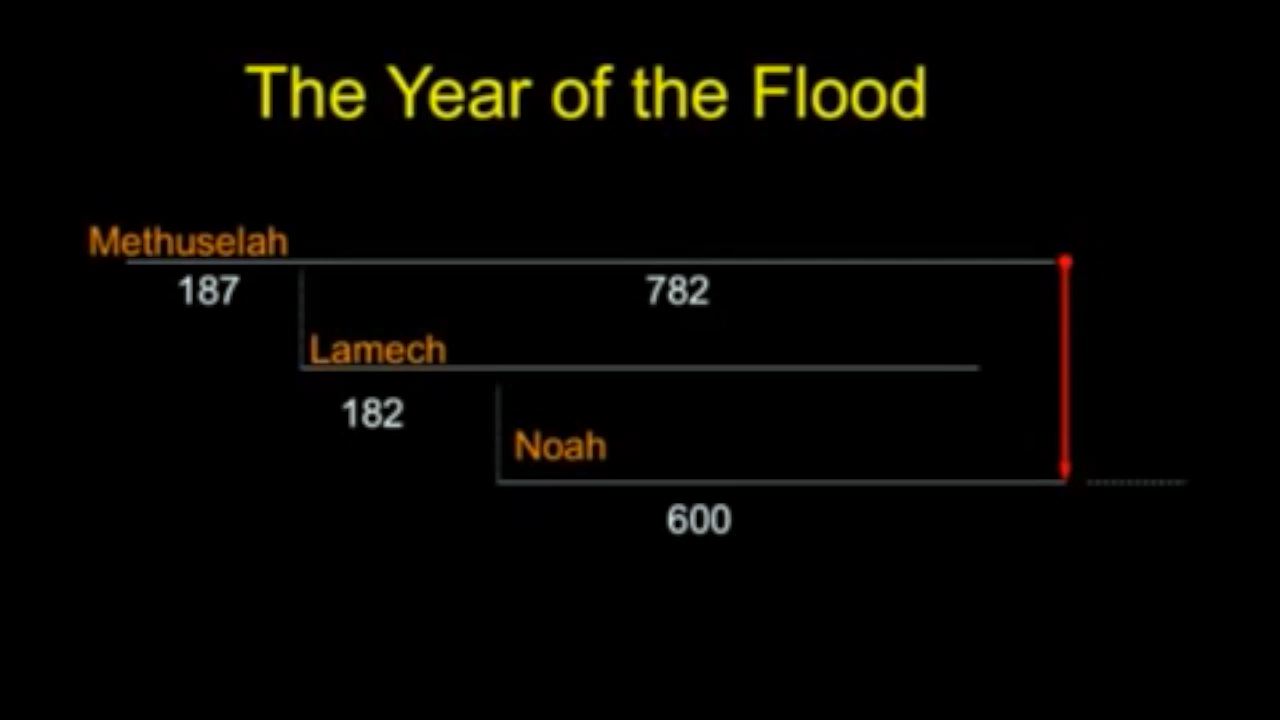 The Year of the Flood
Methuselah
187
782
Lamech
182
Noah
600